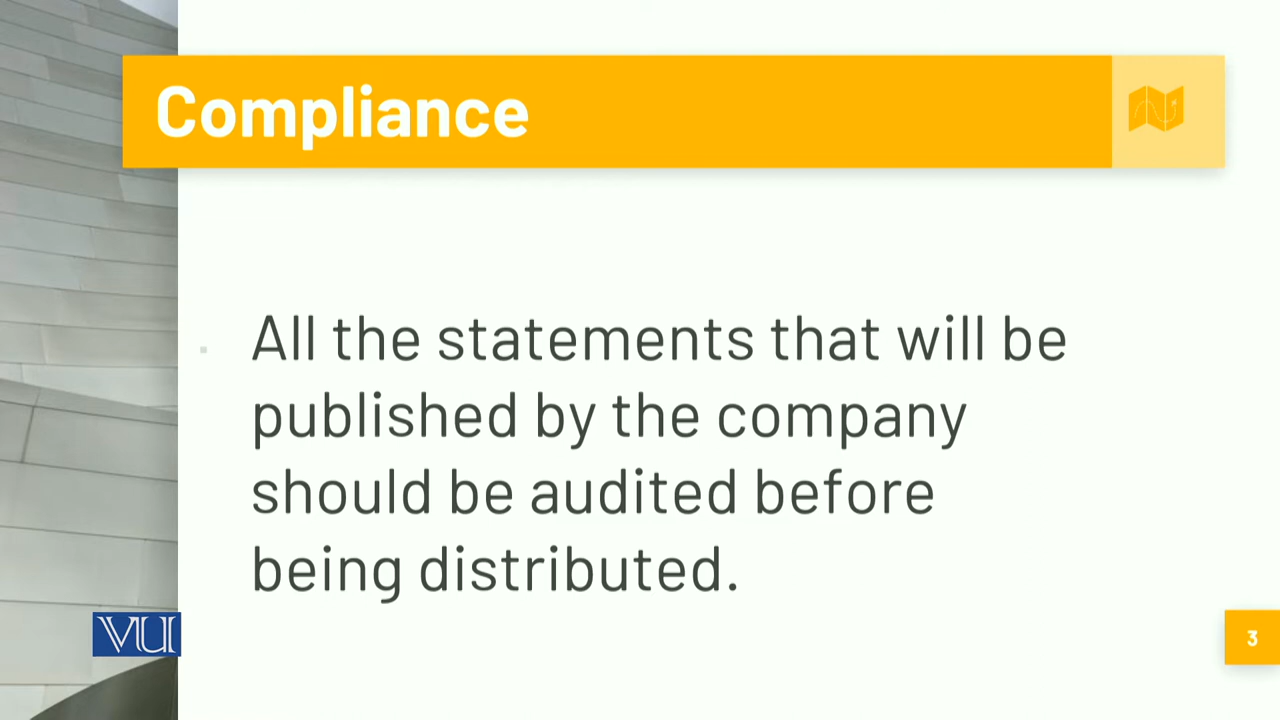 Compliance
All the statements that will be
published by the company
should be audited before
being distributed.
VU
3